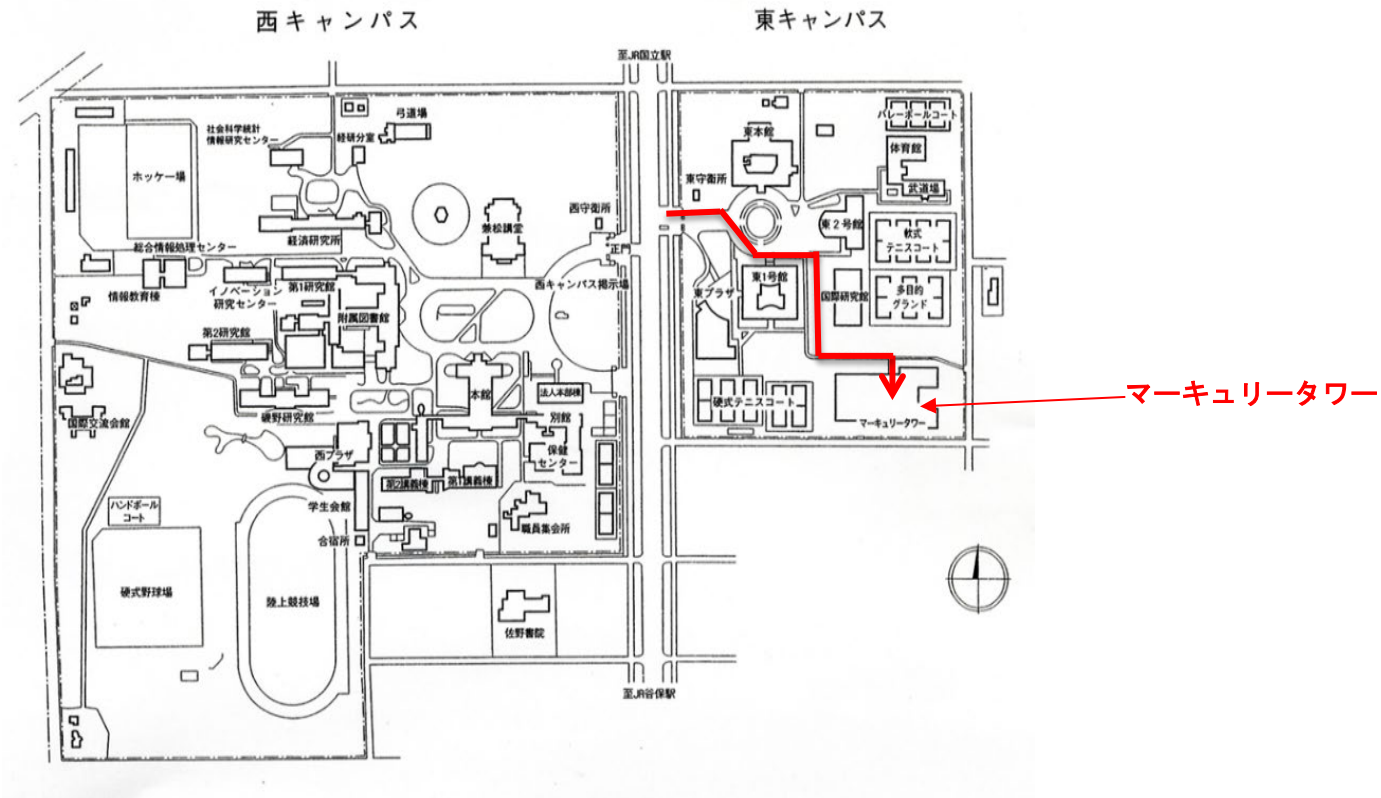 西キャンパス
東キャンパス
至JR国立駅
弓道場
社会科学統計
情報研究センター
経研分室
ホッケー場
経済研究所
兼松講堂
西守衛所
正門
総合情報処理センター
情報教育棟
イノベーション
研究センター
第1研究館
附属図書館
西キャンパス掲示場
第2研究館
国際交流会館
磯野研究館
本館
法人本部棟
別館
保健
センター
西プラザ
第2講義棟
第1講義棟
学生会館
職員集会所
合宿所
ハンドボール
コート
硬式野球場
陸上競技場
佐野書院
至JR谷保駅
東本館
バレーボールコート
体育館
武道場
東守衛所
東2号館
軟式
テニスコート
東1号館
国際研究館
多目的
グランド
東プラザ
硬式テニスコート
マーキュリータワー
マーキュリータワー